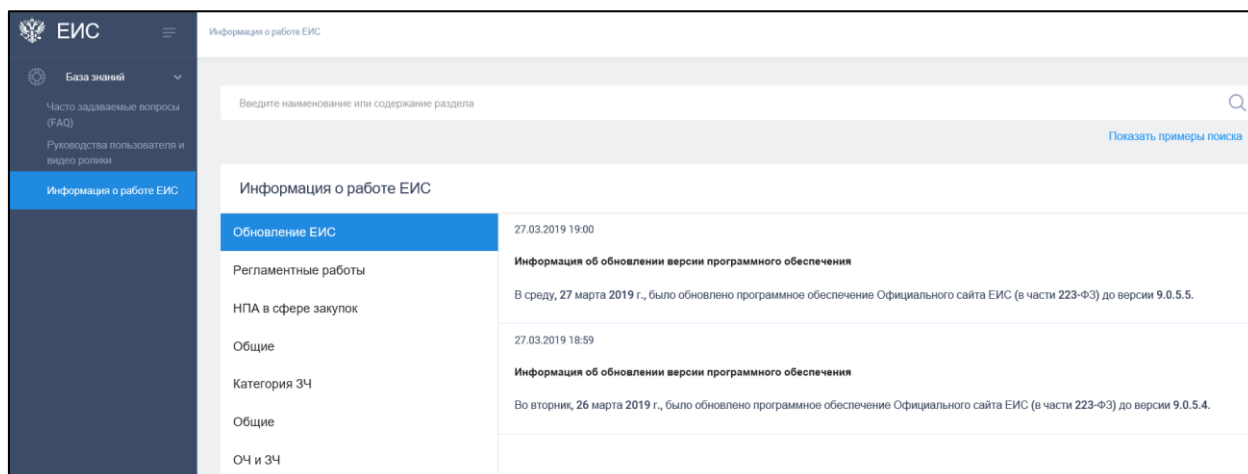 ЕИС
База знаний
Часто задаваемые вопросы
(FAQ)
Руководства пользователя и
видео ролики
Информация о работе ЕИС
Информация о работе ЕИС
Введите наименование или содержание раздела
Показать примеры поиска
Информация о работе ЕИС
Обновление ЕИС
Регламентные работы
НПА в сфере закупок
Общие
Категория ЗЧ
Общие
ОЧ и ЗЧ
27.03.2019 19:00
Информация об обновлении версии программного обеспечения
В среду, 27 марта 2019 г., было обновлено программное обеспечение Официального сайта ЕИС (в части 223-ФЗ) до версии 9.0.5.5.
27.03.2019 18:59
Информация об обновлении версии программного обеспечения
Во вторник, 26 марта 2019 г., было обновлено программное обеспечение Официального сайта ЕИС (в части 223-ФЗ) до версии 9.0.5.4.